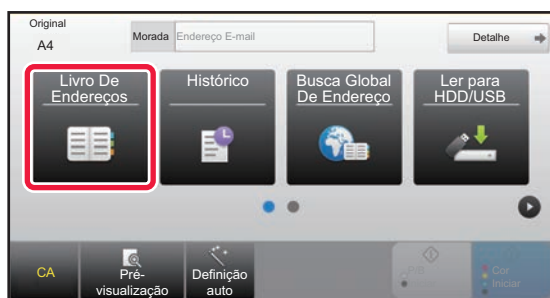 Original
A4
Morada
Endereço E-mail
Detalhe
Livro De
Endereços
Histórico
Busca Global
De Endereço
Ler para
HDD/USB
CA
Pré-
visualização
Definição
auto
P/B
Iniciar
Cor
Iniciar